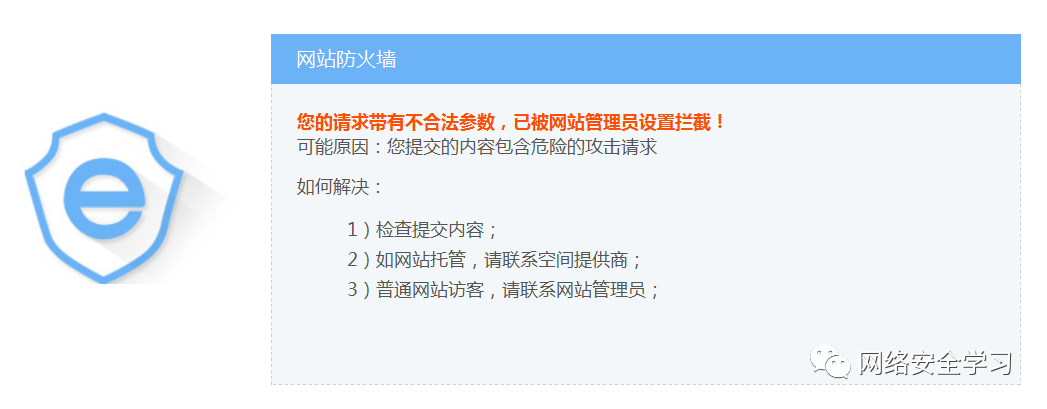 网站防火墙
您的请求带有不合法参数，已被网站管理员设置拦截！
可能原因：您提交的内容包含危险的攻击请求
如何解决：
1）检查提交内容；
2）如网站托管，请联系空间提供商；
3）普通网站访客，请联系网站管理员；
网络安全学习